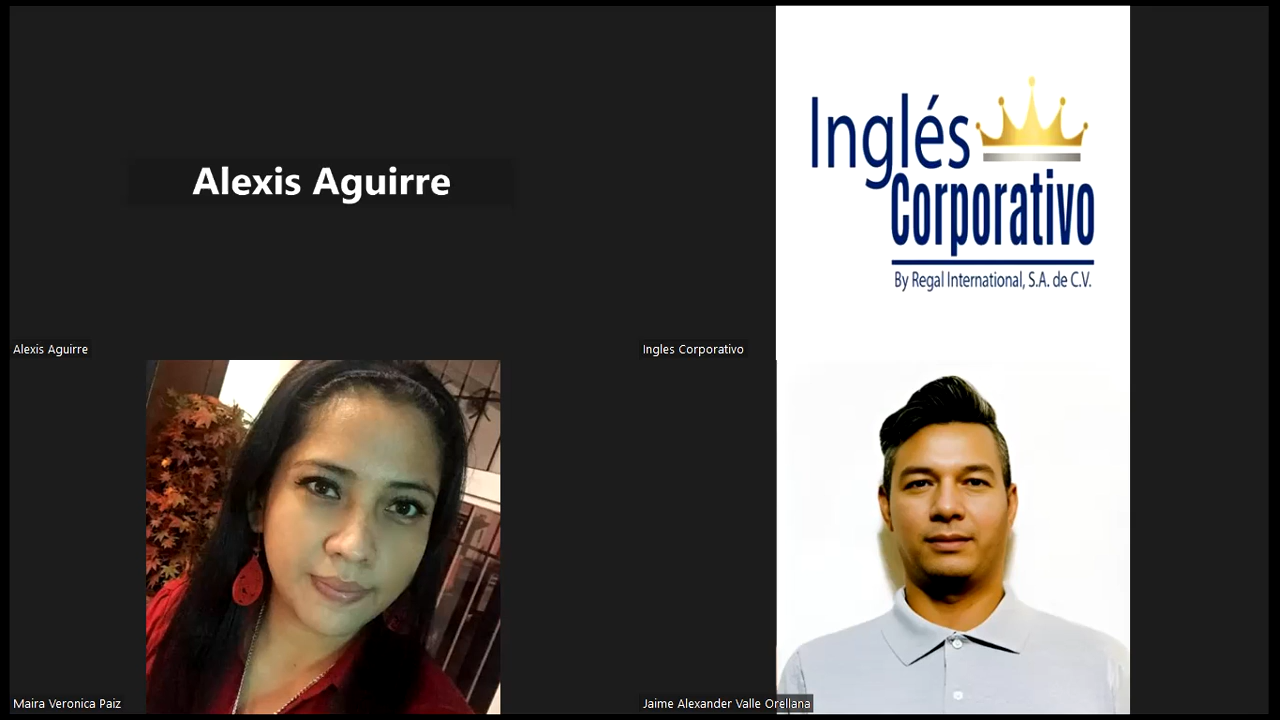 Alexis Aguirre
Alexis Aguirre
Inglés
Corporativo
By Regal International, S.A. de C.V.
Ingles Corporativo
Maira Veronica Paiz
Jaime Alexander Valle Orellana